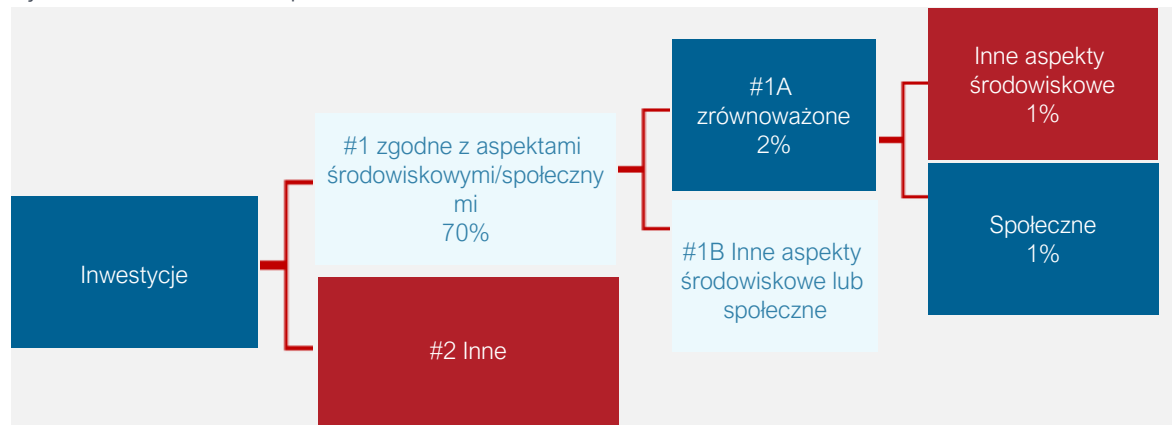 Inwestycje
#1 zgodne z aspektami
środowiskowymi/społeczny
mi
70%
#2 Inne
#1A
zrównoważone
2%
#1B Inne aspekty
środowiskowe lub
społeczne
Inne aspekty
środowiskowe
1%
Społeczne
1%